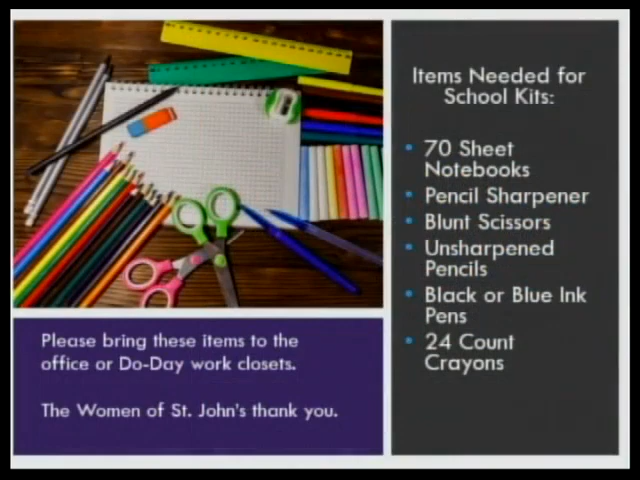 Items Needed for
School Kits:
• 70 Sheet
Notebooks
• Pencil Sharpener
• Blunt Scissors
• Unsharpened
Pencils
• Black or Blue Ink
Pens
• 24 Count
Crayons
Please bring these items to the
office or Do-Day work closets.
The Women of St. John's thank you.